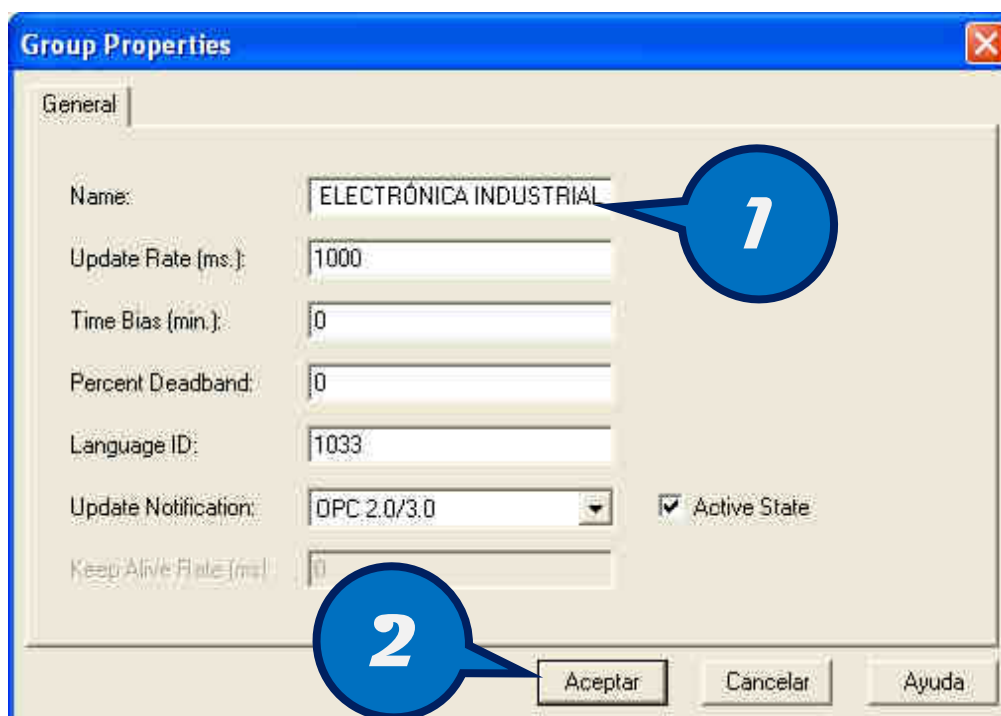 Group Properties
General
Name: ELECTRÓNICA INDUSTRIAL
1
Update Rate (ms.): 1000
Time Bias (min.): 0
Percent Deadband: 0
Language ID: 1033
Update Notification: OPC 2.0/3.0 Active State
Keep Alive Rate (ms) 0
2
Aceptar Cancelar Ayuda